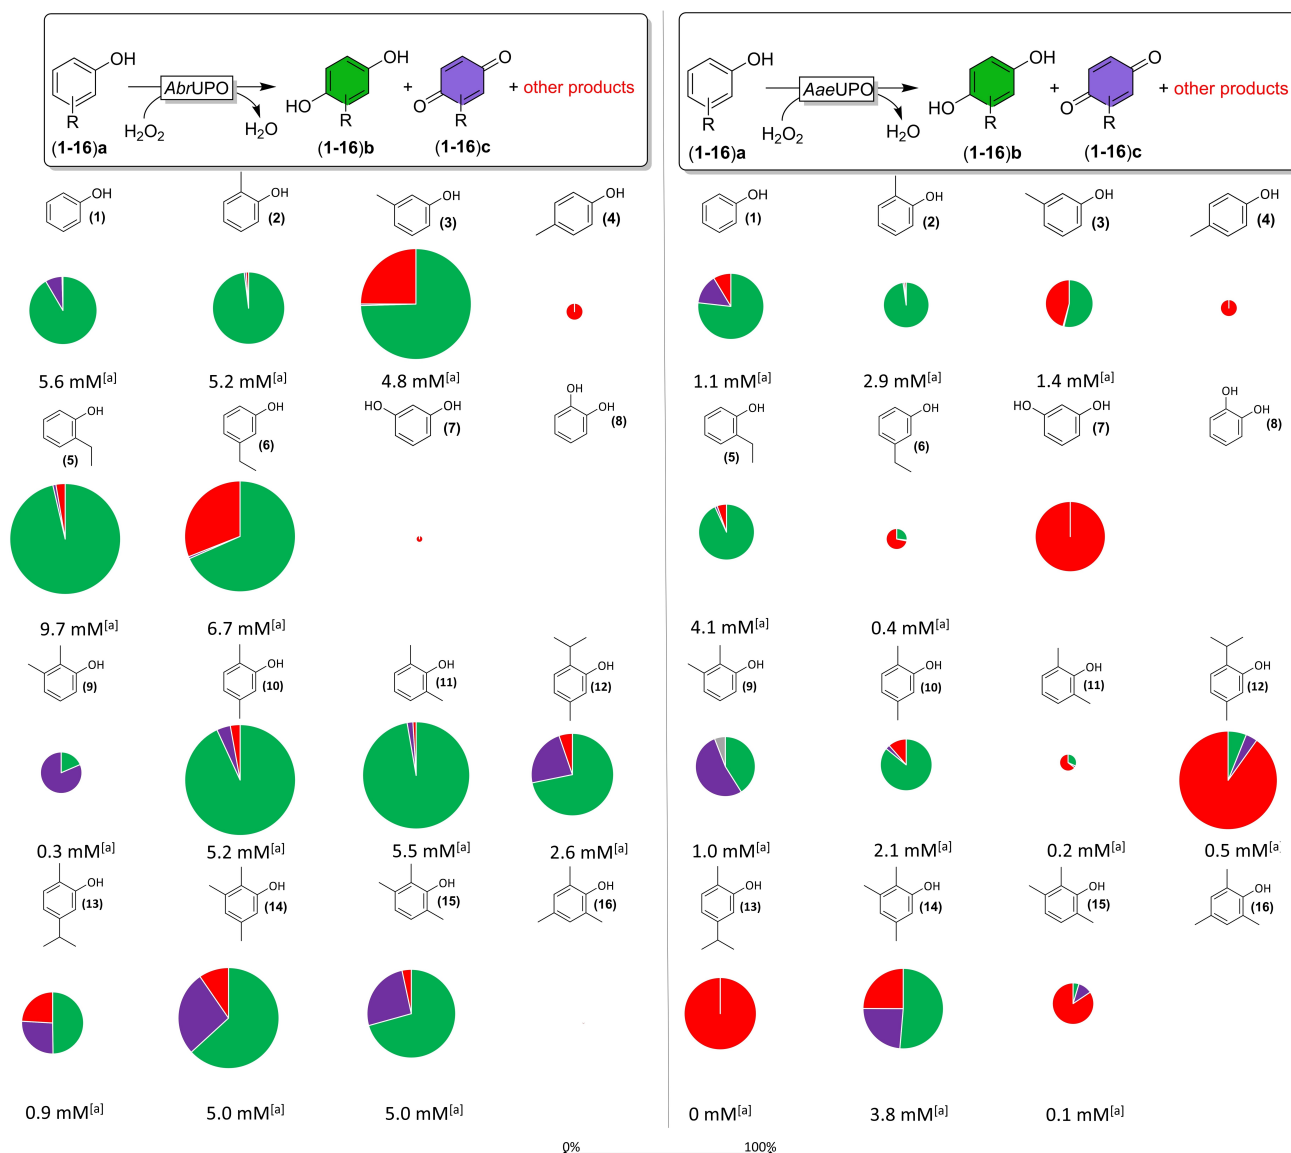 OH
OH
O
AbrUPO
+
+ other products
HO
O
R
H₂O₂
H₂O
R
R
(1-16)a
(1-16)b
(1-16)c
OH
OH
O
AaeUPO
+
+ other products
HO
O
R
H₂O₂
H₂O
R
R
(1-16)a
(1-16)b
(1-16)c
OH
(1)
OH
(2)
OH
(3)
OH
(4)
OH
(1)
OH
(2)
OH
(3)
OH
(4)
5.6 mM[a]
5.2 mM[a]
4.8 mM[a]
1.1 mM[a]
2.9 mM[a]
1.4 mM[a]
OH
(5)
OH
(6)
HO
OH
(7)
OH
OH
(8)
OH
(5)
OH
(6)
HO
OH
(7)
OH
OH
(8)
9.7 mM[a]
6.7 mM[a]
4.1 mM[a]
0.4 mM[a]
OH
(9)
OH
(10)
OH
(11)
OH
(12)
OH
(9)
OH
(10)
OH
(11)
OH
(12)
0.3 mM[a]
5.2 mM[a]
5.5 mM[a]
2.6 mM[a]
1.0 mM[a]
2.1 mM[a]
0.2 mM[a]
0.5 mM[a]
OH
(13)
OH
(14)
OH
(15)
OH
(16)
OH
(13)
OH
(14)
OH
(15)
OH
(16)
0.9 mM[a]
5.0 mM[a]
5.0 mM[a]
0 mM[a]
3.8 mM[a]
0.1 mM[a]
0%
100%